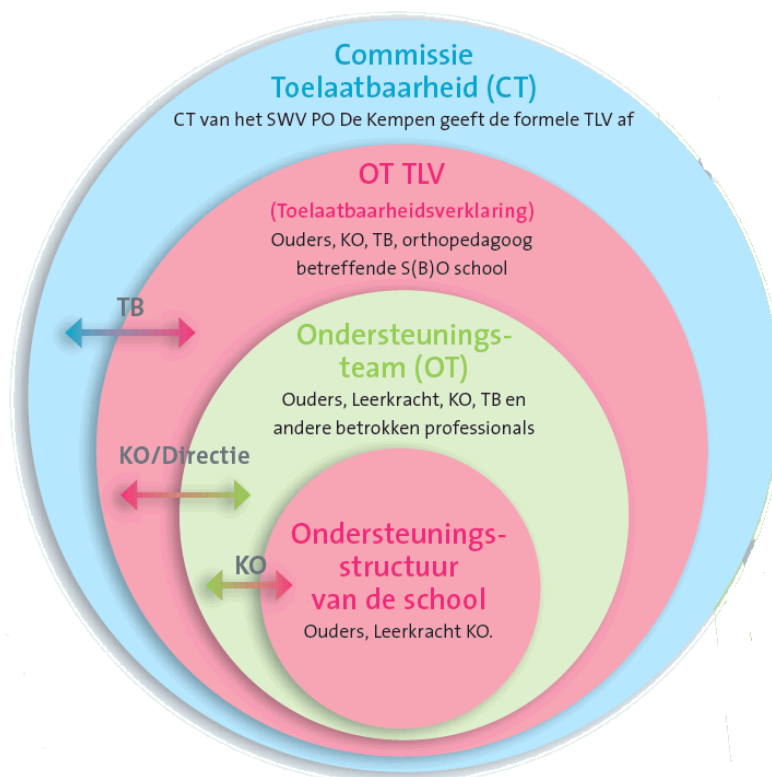 Commissie
Toelaatbaarheid (CT)
CT van het SWV PO De Kempen geeft de formele TLV af
OT TLV
(Toelaatbaarheidsverklaring)
Ouders, KO, TB, orthopedagoog
betreffende S(B)O school
TB
Ondersteunings-
team (OT)
Ouders, Leerkracht, KO, TB en
andere betrokken professionals
KO/Directie
Ondersteunings-
structuur
van de school
Ouders, Leerkracht KO.
KO